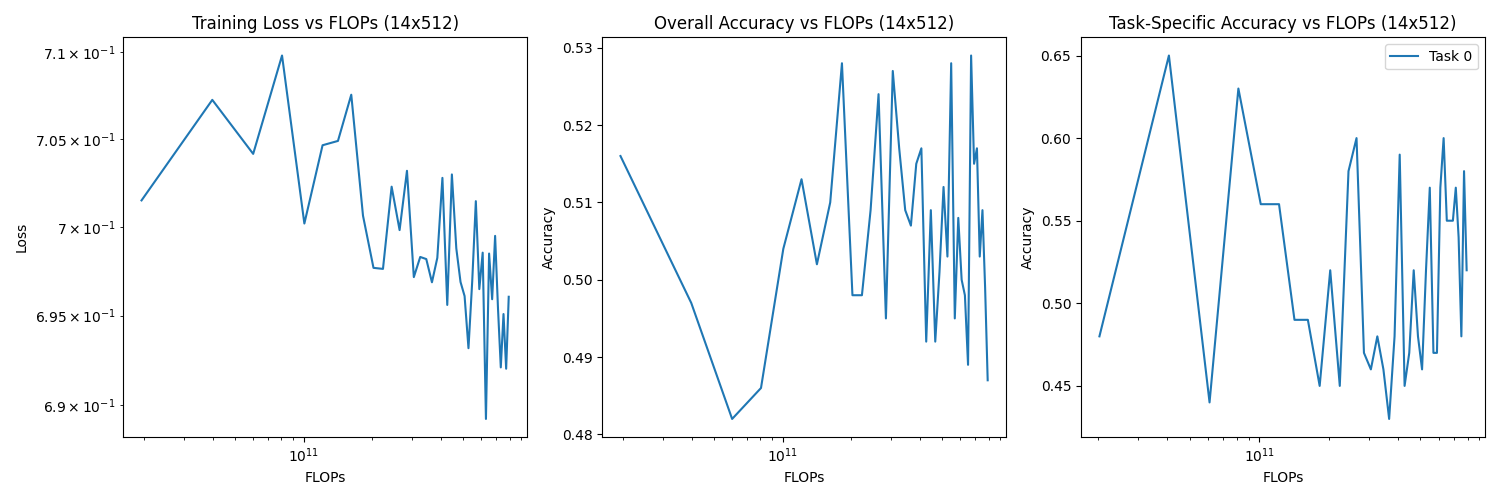 Training Loss vs FLOPs (14x512)
7.1 × 10⁻¹
7.05 × 10⁻¹
7 × 10⁻¹
6.95 × 10⁻¹
6.9 × 10⁻¹
Loss
10¹¹
FLOPs
Overall Accuracy vs FLOPs (14x512)
0.53
0.52
0.51
0.50
0.49
0.48
Accuracy
10¹¹
FLOPs
Task-Specific Accuracy vs FLOPs (14x512)
Task 0
0.65
0.60
0.55
0.50
0.45
Accuracy
10¹¹
FLOPs